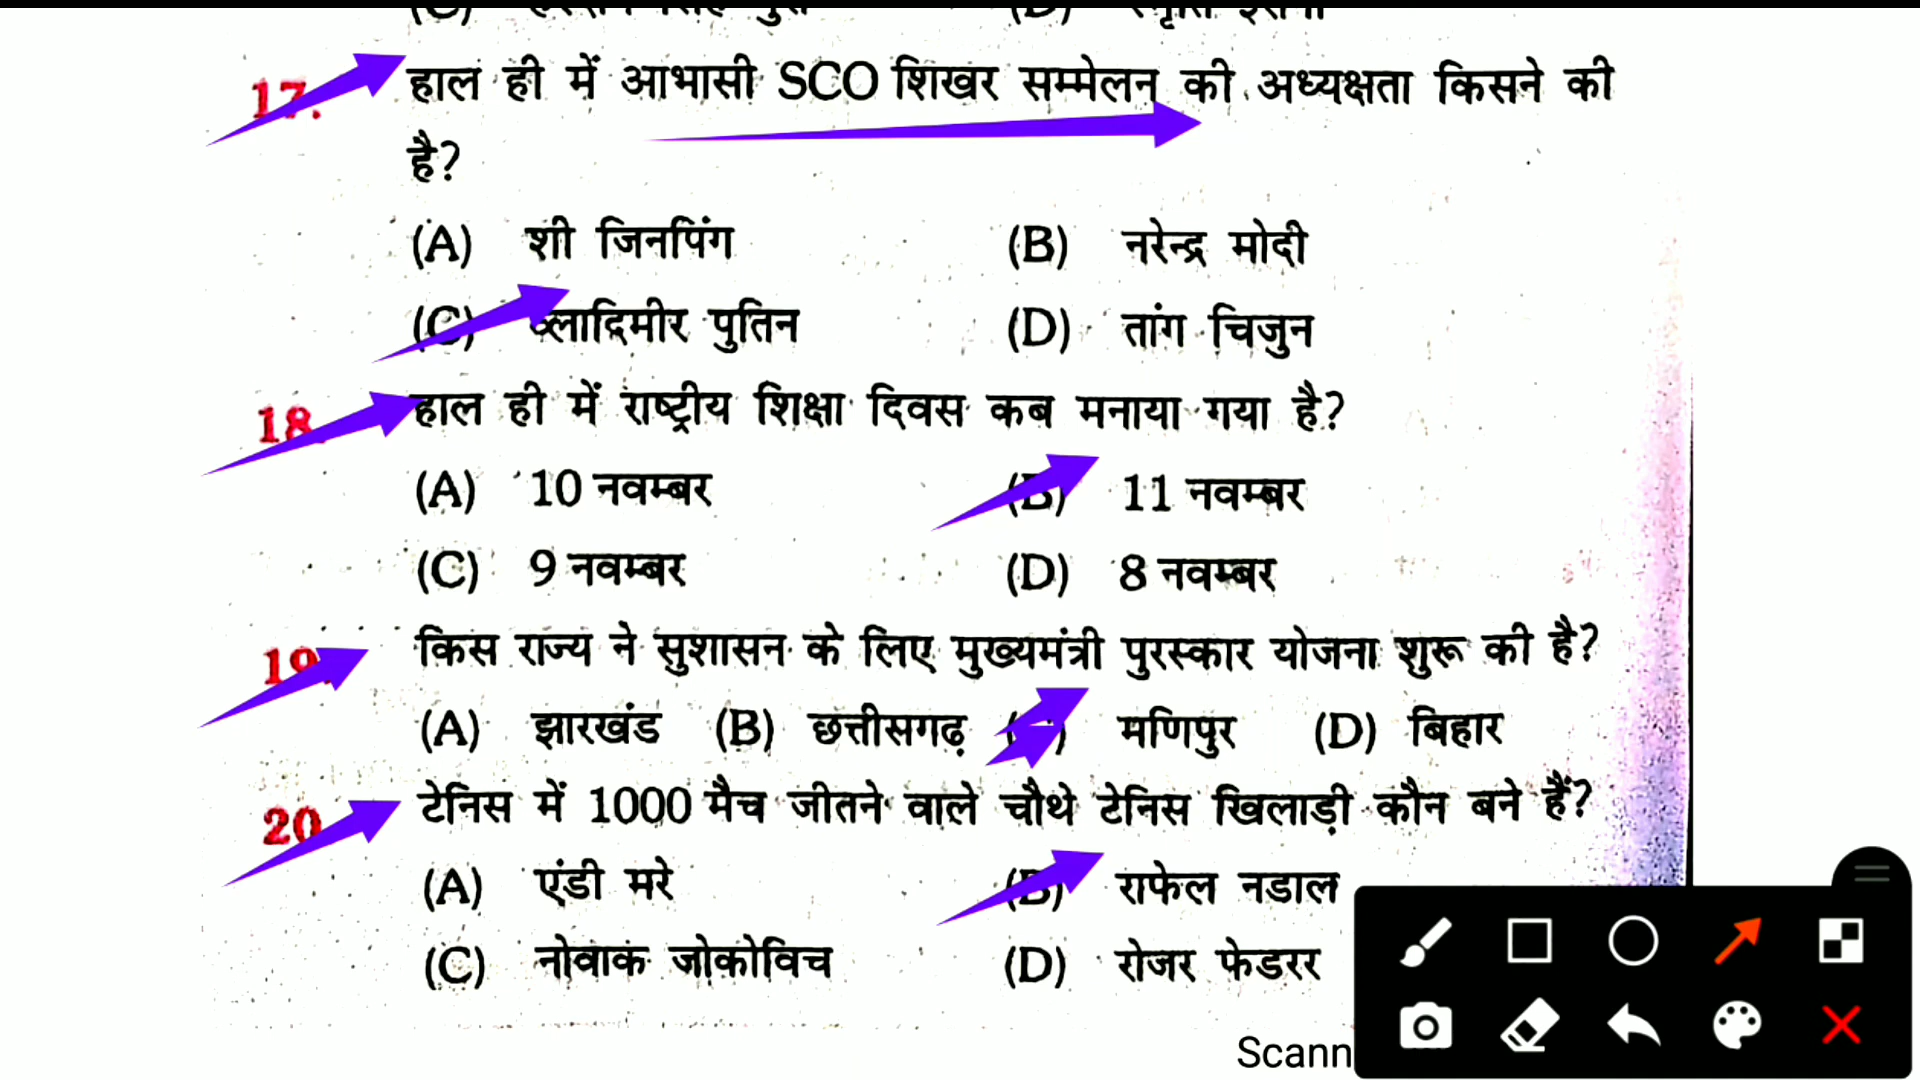 17. हाल ही में आभासी SCO शिखर सम्मेलन की अध्यक्षता किसने की
है?
(A) शी जिनपिंग (B) नरेन्द्र मोदी
(C) व्लादिमीर पुतिन (D) तांग चिजुन
18. हाल ही में राष्ट्रीय शिक्षा दिवस कब मनाया गया है?
(A) 10 नवम्बर (B) 11 नवम्बर
(C) 9 नवम्बर (D) 8 नवम्बर
19. किस राज्य ने सुशासन के लिए मुख्यमंत्री पुरस्कार योजना शुरू की है?
(A) झारखंड (B) छत्तीसगढ़ (C) मणिपुर (D) बिहार
20. टेनिस में 1000 मैच जीतने वाले चौथे टेनिस खिलाड़ी कौन बने हैं?
(A) एंडी मरे (B) राफेल नडाल
(C) नोवाक जोकोविच (D) रोजर फेडरर
Scann